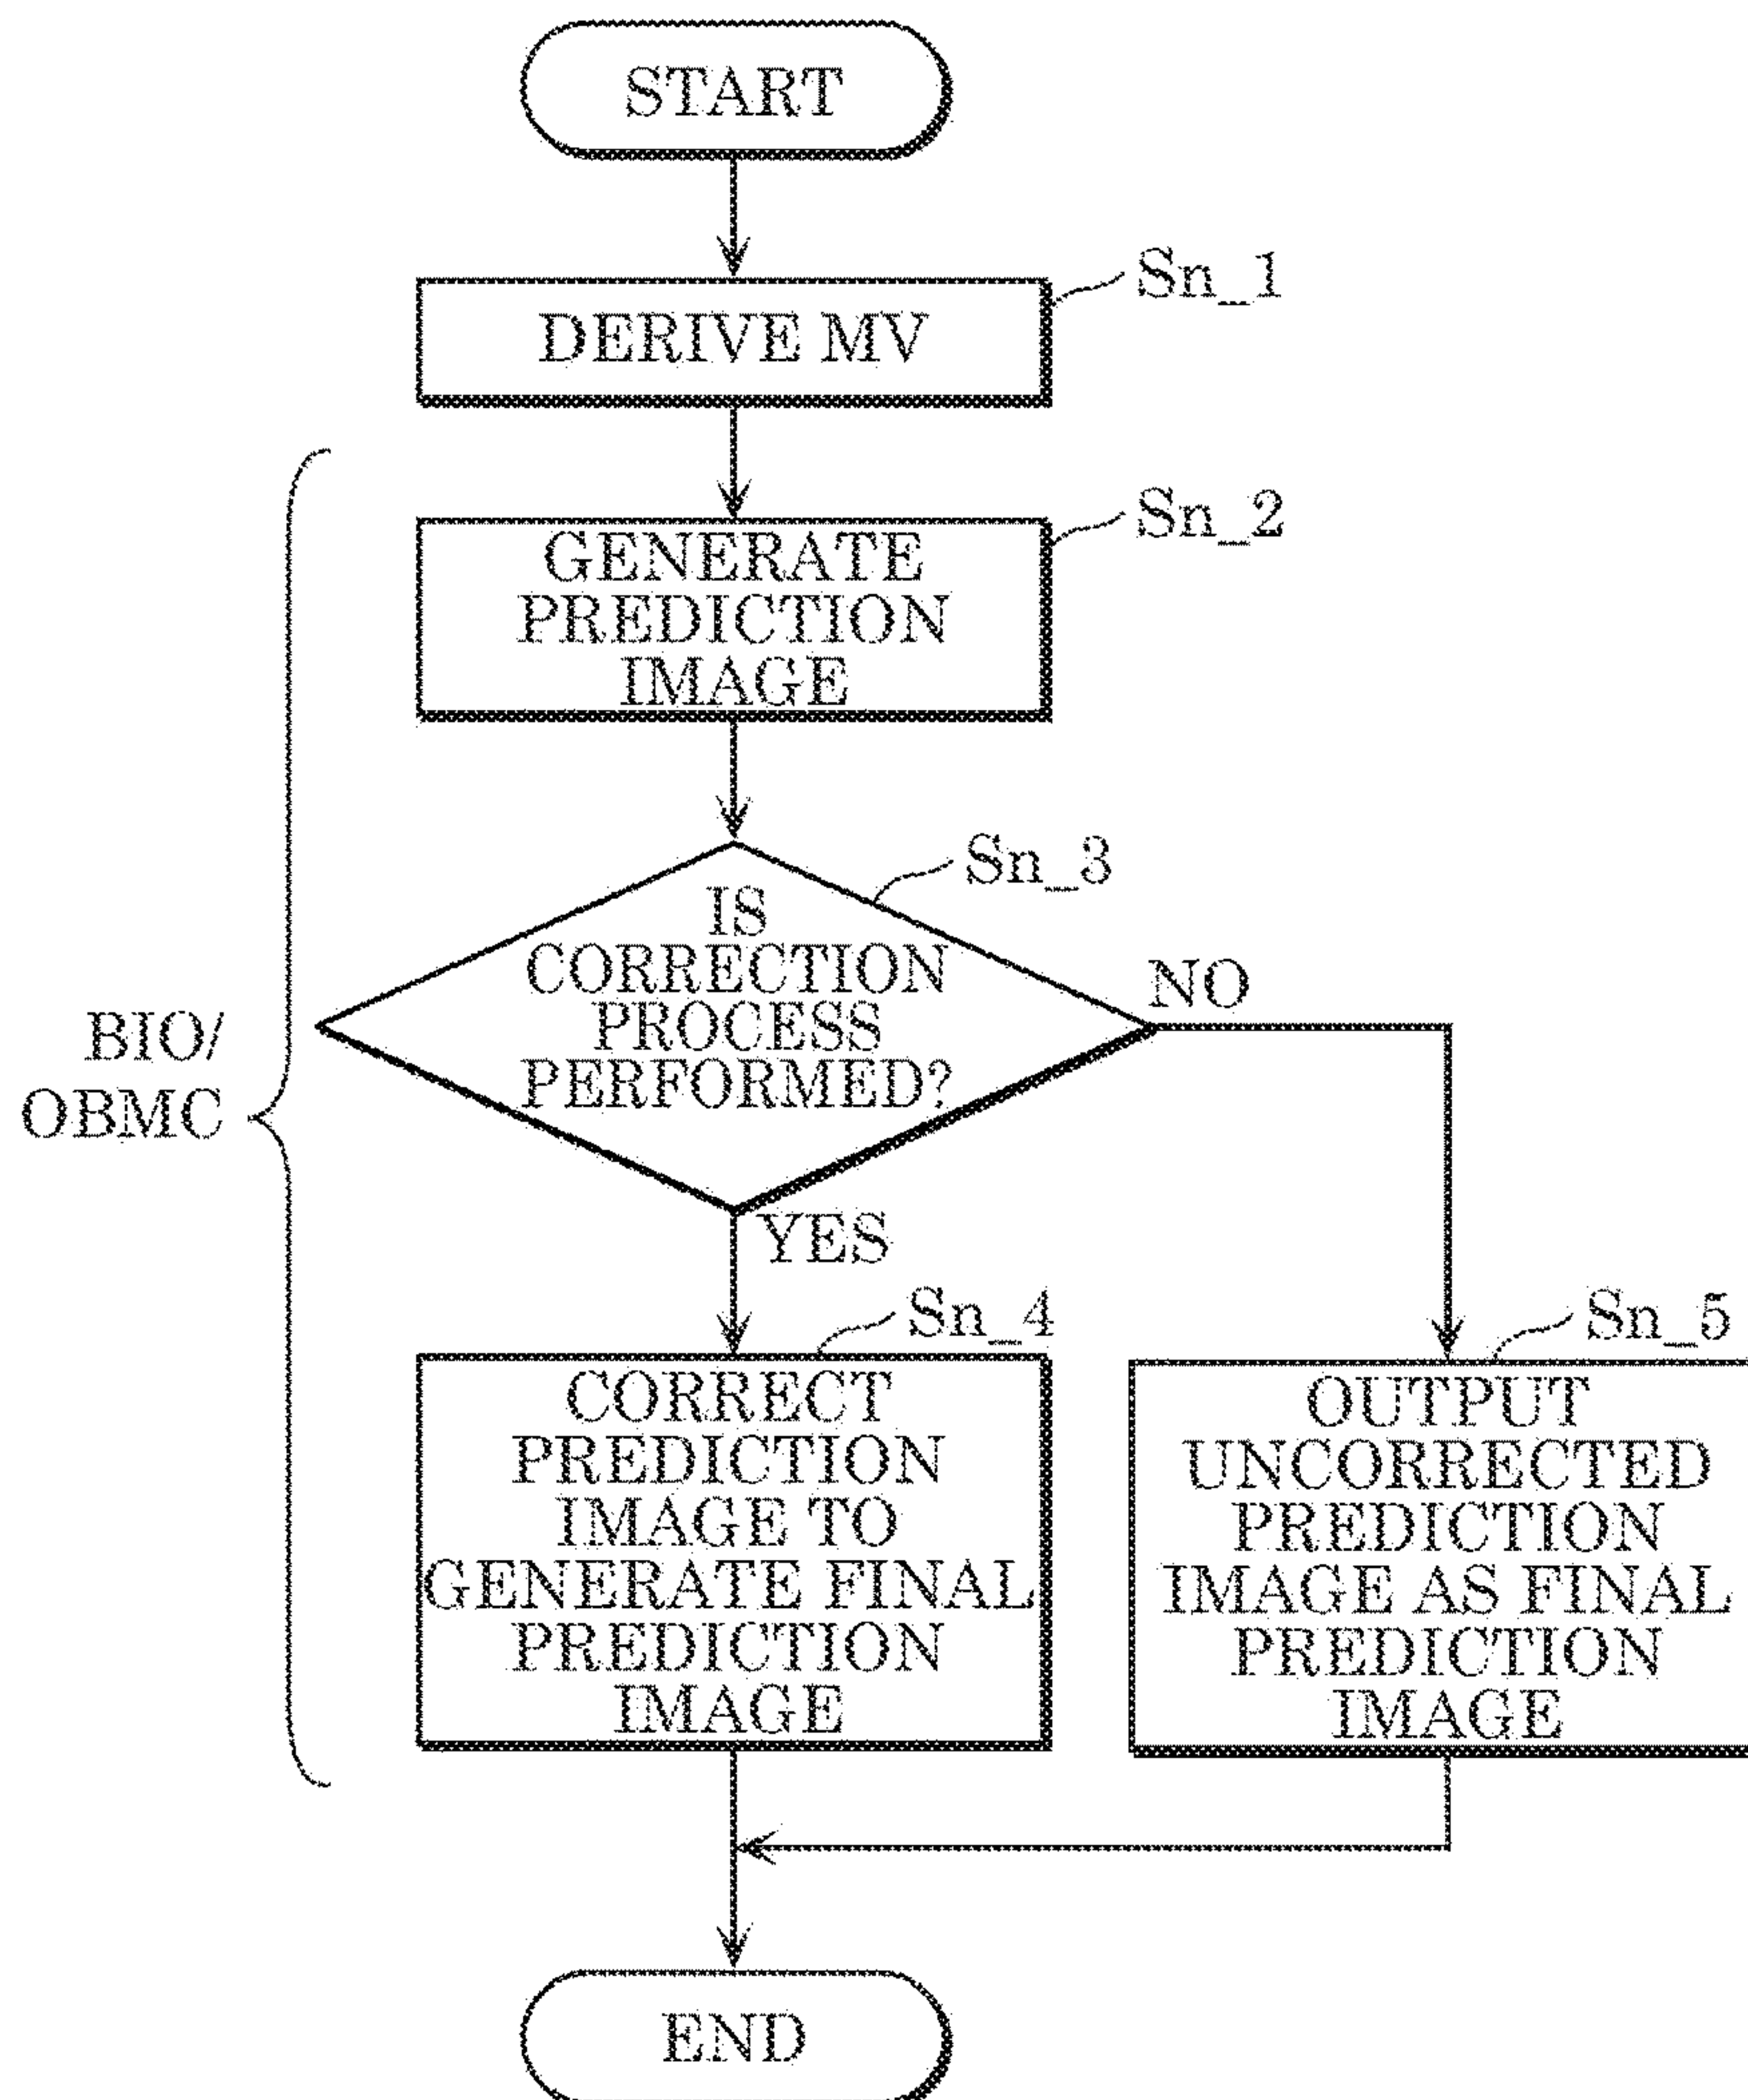 START
Sn_1
DERIVE MV
Sn_2
GENERATE
PREDICTION
IMAGE
Sn_3
IS
CORRECTION
PROCESS
PERFORMED?
NO
BIO/
OBMC
YES
Sn_4
CORRECT
PREDICTION
IMAGE TO
GENERATE FINAL
PREDICTION
IMAGE
Sn_5
OUTPUT
UNCORRECTED
PREDICTION
IMAGE AS FINAL
PREDICTION
IMAGE
END